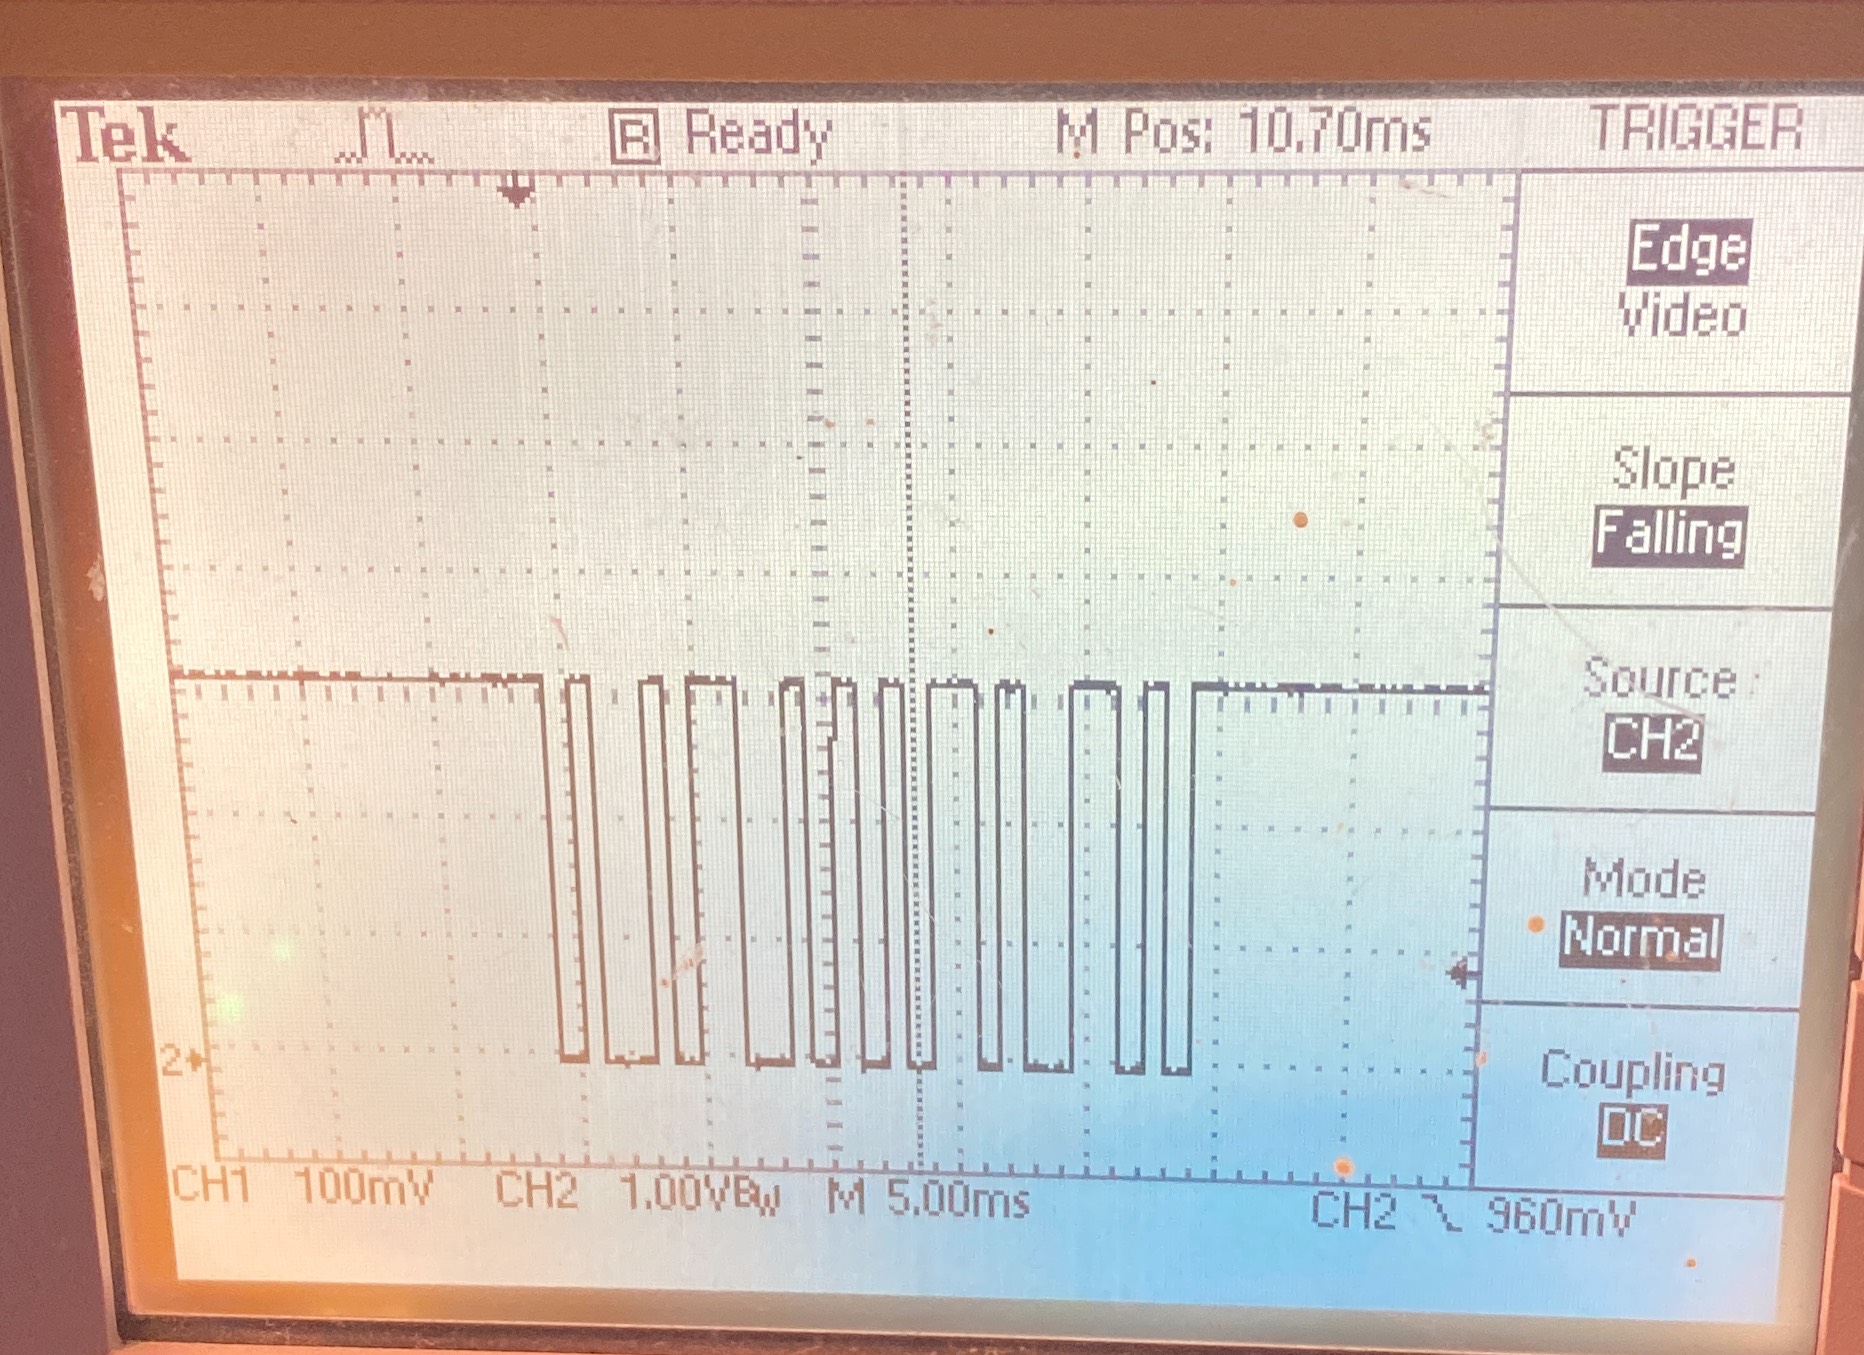 Tek R Ready M Pos: 10.70ms TRIGGER
Edge
Video
Slope
Falling
Source
CH2
Mode
Normal
Coupling
DC
2
CH1 100mV CH2 1.00VBW M 5.00ms CH2 960mV